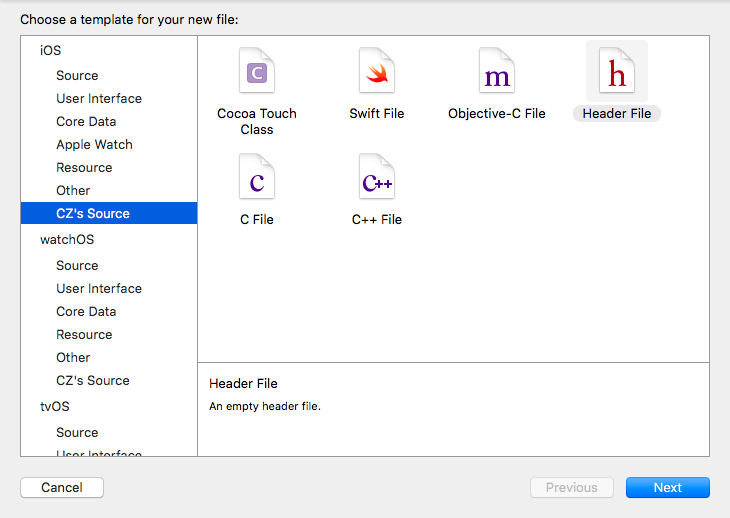 Choose a template for your new file:
iOS
Source
User Interface
Core Data
Apple Watch
Resource
Other
CZ's Source
watchOS
Source
User Interface
Core Data
Resource
Other
CZ's Source
tvOS
Source
User Interface
C
Cocoa Touch
Class
Swift File
m
Objective-C File
h
Header File
C
C File
C++
C++ File
Header File
An empty header file.
Cancel
Previous
Next